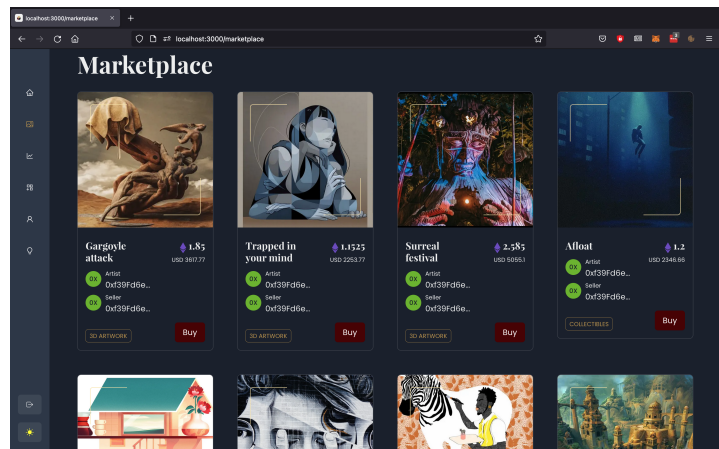 localhost:3000/marketplace
localhost:3000/marketplace
Marketplace
Gargoyle attack
1.85
USD 3617.77
0X
Artist
0xf39Fd6e...
0X
Seller
0xf39Fd6e...
3D ARTWORK
Buy
Trapped in your mind
1.1525
USD 2253.77
0X
Artist
0xf39Fd6e...
0X
Seller
0xf39Fd6e...
3D ARTWORK
Buy
Surreal festival
2.585
USD 5055.1
0X
Artist
0xf39Fd6e...
0X
Seller
0xf39Fd6e...
3D ARTWORK
Buy
Afloat
1.2
USD 2346.66
0X
Artist
0xf39Fd6e...
0X
Seller
0xf39Fd6e...
COLLECTIBLES
Buy